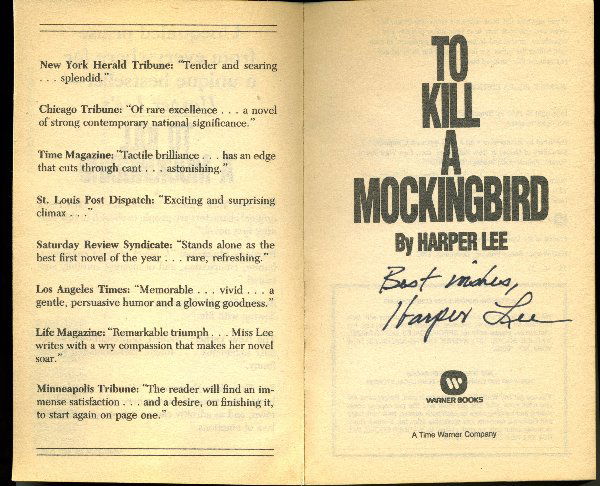 New York Herald Tribune: "Tender and searing
. . . splendid."
Chicago Tribune: "Of rare excellence . . . a novel
of strong contemporary national significance."
Time Magazine: "Tactile brilliance . . . has an edge
that cuts through cant . . . astonishing."
St. Louis Post Dispatch: "Exciting and surprising
climax . . ."
Saturday Review Syndicate: "Stands alone as the
best first novel of the year . . . rare, refreshing."
Los Angeles Times: "Memorable . . . vivid . . . a
gentle, persuasive humor and a glowing goodness."
Life Magazine: "Remarkable triumph . . . Miss Lee
writes with a wry compassion that makes her novel
soar."
Minneapolis Tribune: "The reader will find an im-
mense satisfaction . . . and a desire, on finishing it,
to start again on page one."
TO
KILL
A
MOCKINGBIRD
By HARPER LEE
Best wishes,
Harper Lee
W
WARNER BOOKS
A Time Warner Company